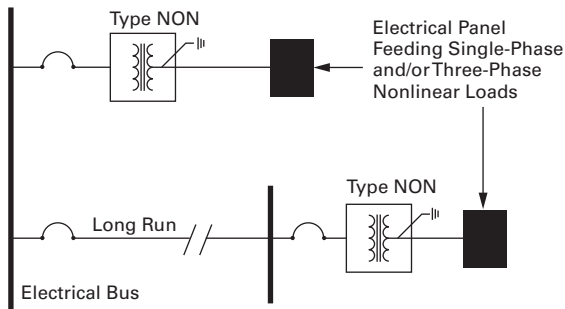 Type NON
Electrical Panel
Feeding Single-Phase
and/or Three-Phase
Nonlinear Loads
Type NON
Long Run
Electrical Bus